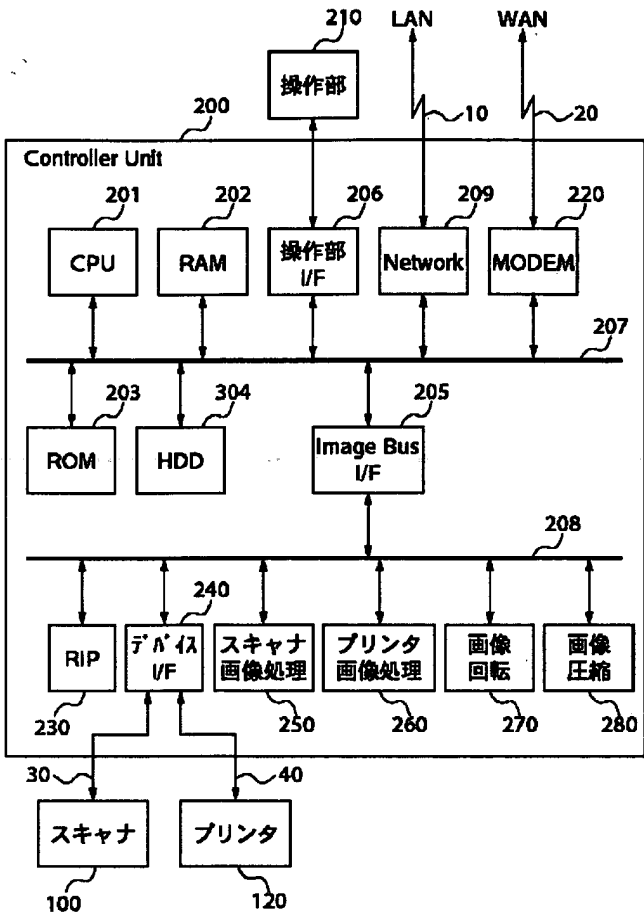 210
LAN
WAN
操作部
200
10
20
Controller Unit
201
202
206
209
220
CPU
RAM
操作部
I/F
Network
MODEM
207
203
304
205
ROM
HDD
Image Bus
I/F
208
240
RIP
デバイス
I/F
スキャナ
画像処理
プリンタ
画像処理
画像
回転
画像
圧縮
230
250
260
270
280
30
40
スキャナ
プリンタ
100
120